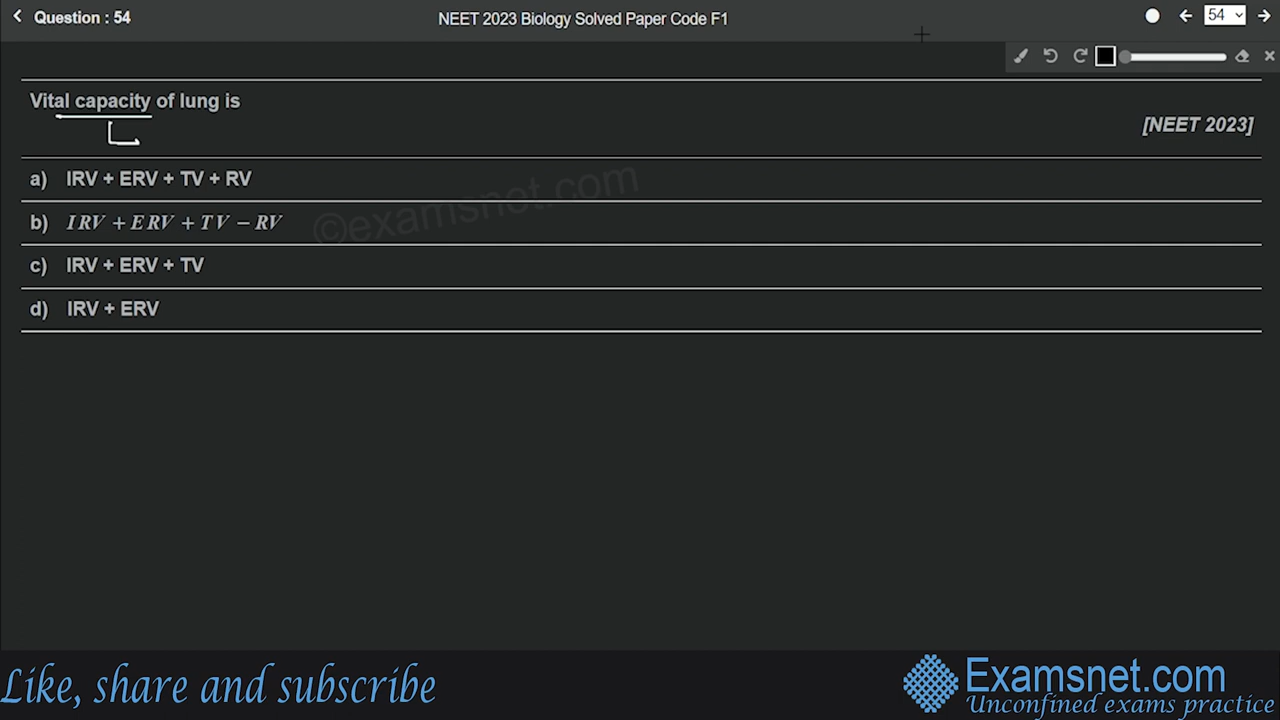 Question : 54
NEET 2023 Biology Solved Paper Code F1
54
Vital capacity of lung is
[NEET 2023]
a) IRV + ERV + TV + RV
©examsnet.com
b) IRV + ERV + TV − RV
c) IRV + ERV + TV
d) IRV + ERV
Like, share and subscribe
Examsnet.com
Unconfined exams practice